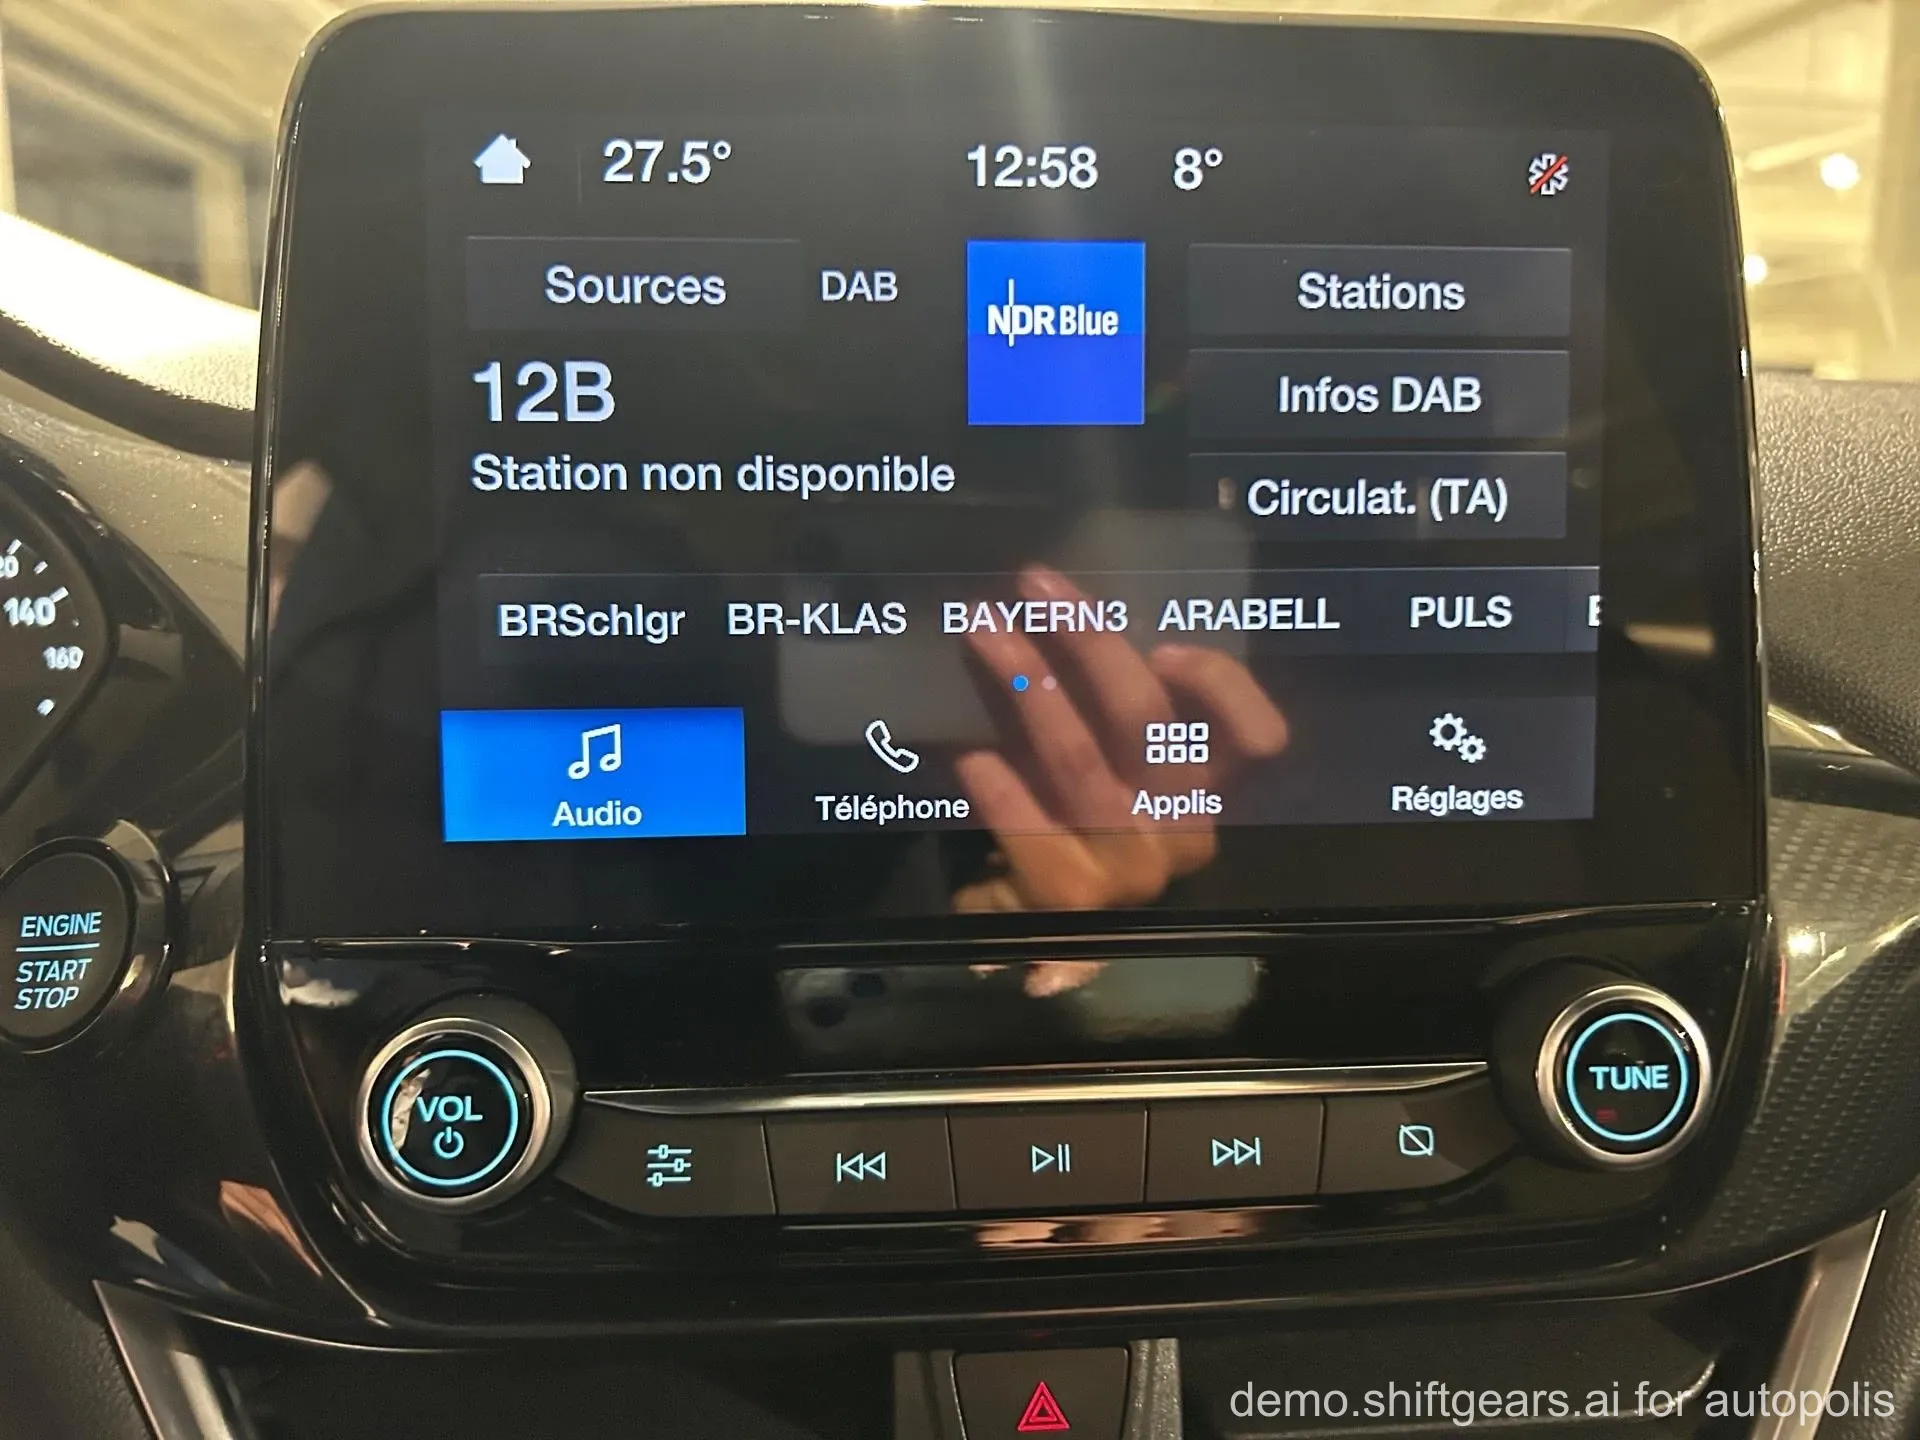 27.5° 12:58 8°
Sources DAB NDR Blue Stations
12B
Infos DAB
Station non disponible
Circulat. (TA)
BRSchlgr BR-KLAS BAYERN3 ARABELL PULS
Audio Téléphone Applis Réglages
140
160
ENGINE
START
STOP
VOL
TUNE
demo.shiftgears.ai for autopolis